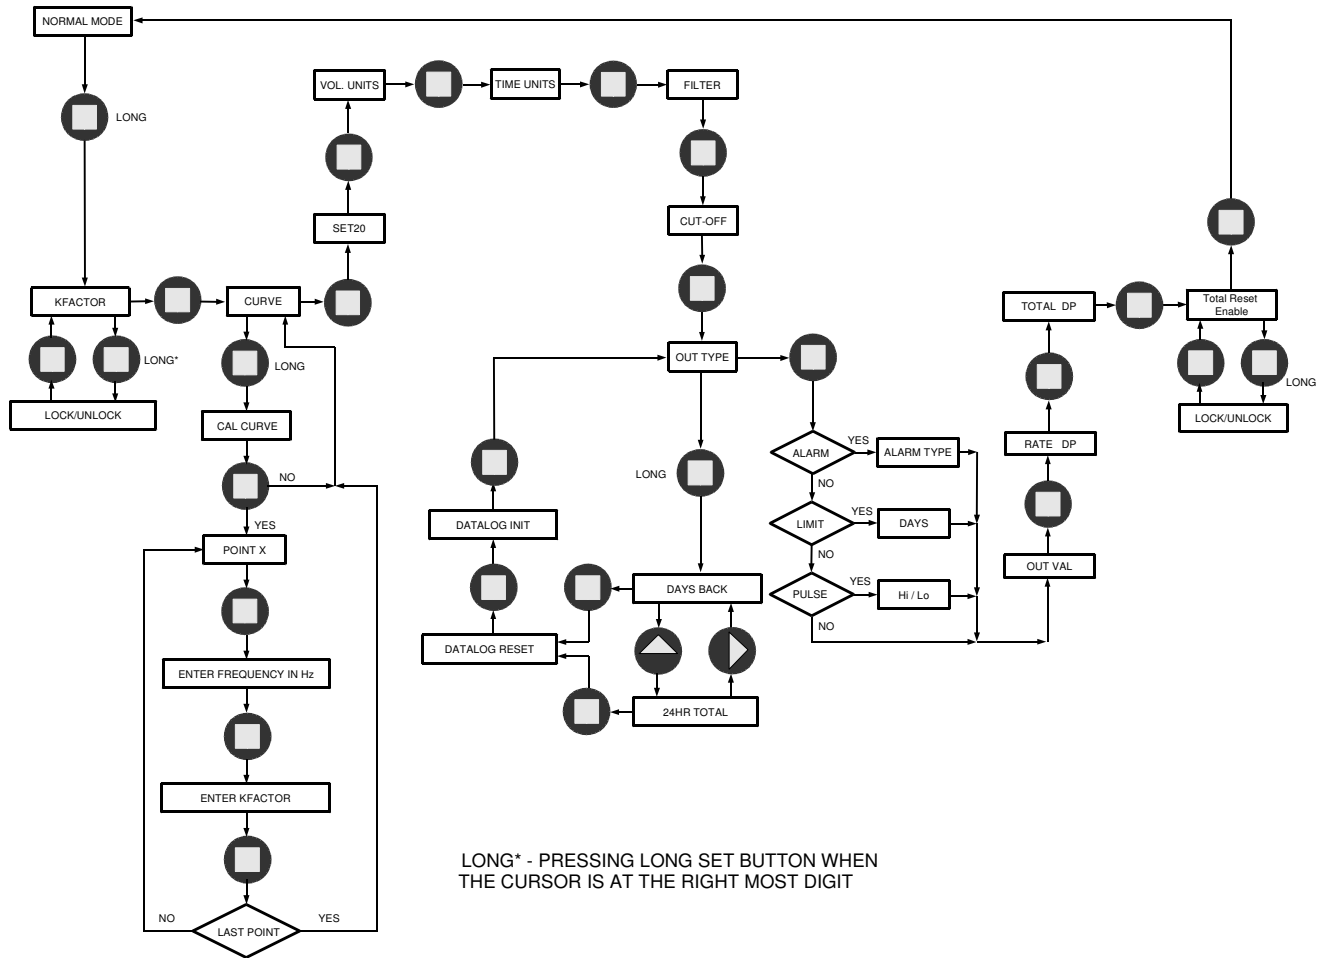 NORMAL MODE
LONG
VOL. UNITS
TIME UNITS
FILTER
SET20
CUT-OFF
KFACTOR
CURVE
LONG*
LOCK/UNLOCK
LONG
CAL CURVE
NO
YES
POINT X
ENTER FREQUENCY IN Hz
ENTER KFACTOR
LAST POINT
NO
YES
OUT TYPE
LONG
DATALOG INIT
DATALOG RESET
DAYS BACK
24HR TOTAL
ALARM
YES
ALARM TYPE
NO
LIMIT
YES
DAYS
NO
PULSE
YES
Hi / Lo
NO
OUT VAL
RATE DP
TOTAL DP
Total Reset
Enable
LONG
LOCK/UNLOCK
LONG* - PRESSING LONG SET BUTTON WHEN
THE CURSOR IS AT THE RIGHT MOST DIGIT